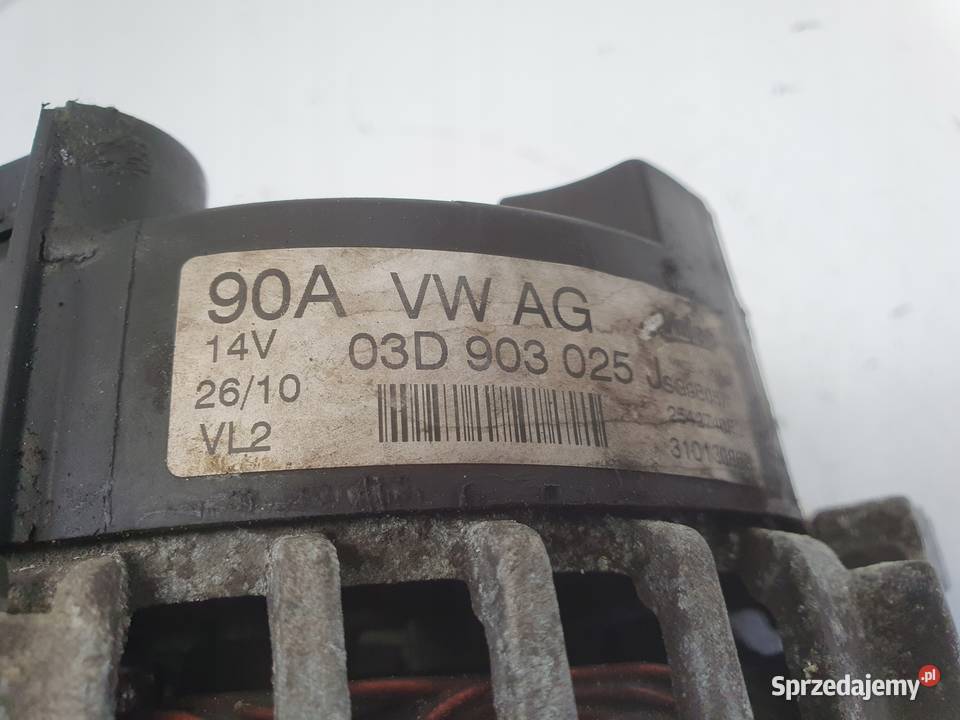 90A VW AG
14V 03D 903 025 J
26/10
VL2
Sprzedajemy.pl